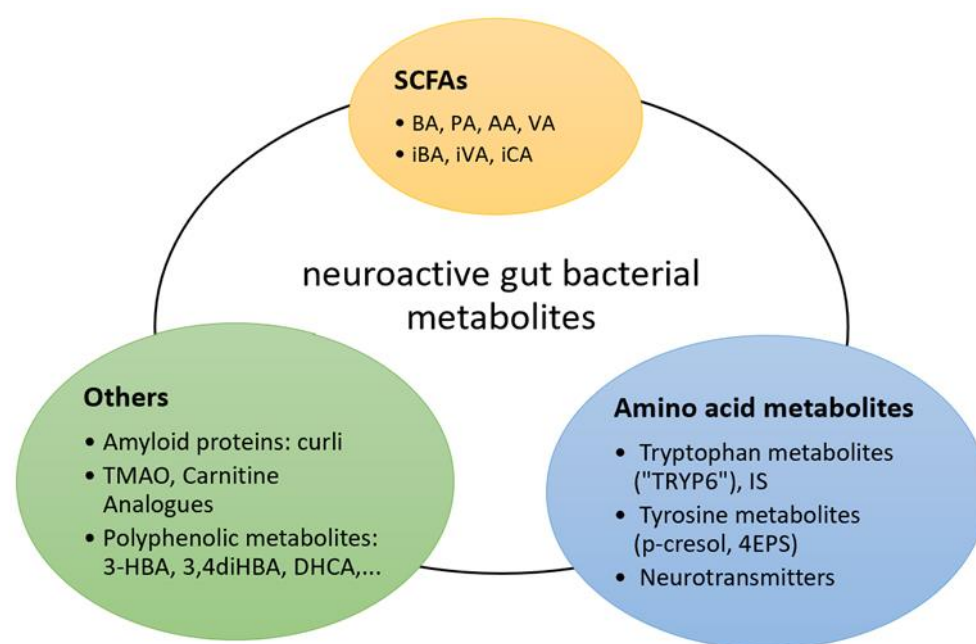 SCFAs
• BA, PA, AA, VA
• iBA, iVA, iCA
neuroactive gut bacterial
metabolites
Others
• Amyloid proteins: curli
• TMAO, Carnitine
Analogues
• Polyphenolic metabolites:
3-HBA, 3,4diHBA, DHCA,...
Amino acid metabolites
• Tryptophan metabolites
("TRYP6"), IS
• Tyrosine metabolites
(p-cresol, 4EPS)
• Neurotransmitters